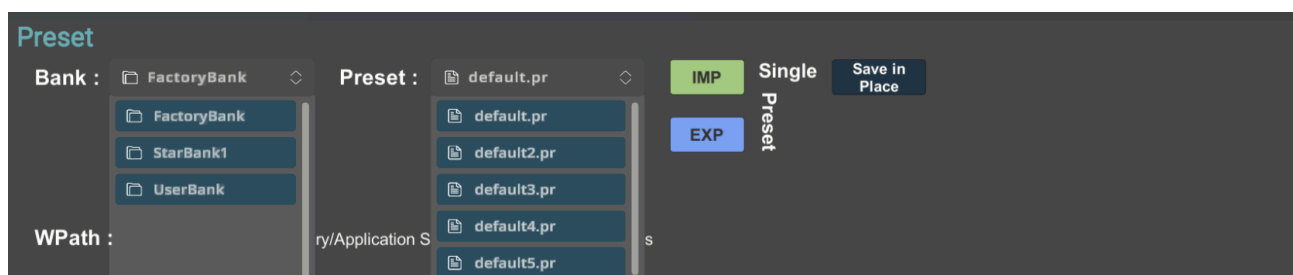 Preset
Bank : FactoryBank Preset : default.pr IMP Single Save in Place
FactoryBank default.pr Preset
StarBank1 default2.pr EXP
UserBank default3.pr
default4.pr
WPath : ry/Application S s
default5.pr